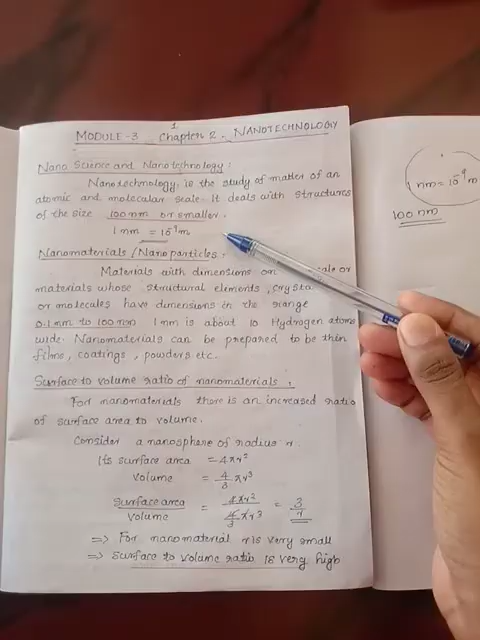 1
MODULE-3 Chapter 2. NANOTECHNOLOGY
Nano Science and Nanotechnology:
Nanotechnology is the study of matter of an
atomic and molecular scale. It deals with structures
of the size 100nm or smaller.
1 nm = 10⁻⁹m
Nanomaterials/Nanoparticles:
Materials with dimensions on ale or
materials whose structural elements, crysta
or molecules have dimensions in the range
0.1nm to 100nm 1nm is about 10 Hydrogen atoms
wide. Nanomaterials can be prepared to be thin
films, coatings, powders etc.
Surface to volume ratio of nanomaterials:
For nanomaterials there is an increased ratio
of surface area to volume.
Consider a nanosphere of radius r.
Its surface area = 4πr²
Volume = 4/3 πr³
Surface area / Volume = 4πr² / 4/3 πr³ = 3/r
=> For nanomaterial r is very small
=> Surface to volume ratio is very high
1 nm = 10⁻⁹ m
100 nm